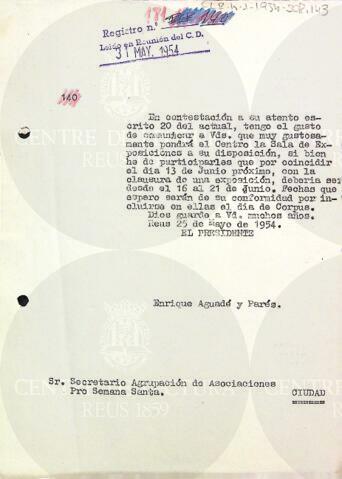 Registro n.º
140
Leído en Reunión del C.D.
31 MAY. 1954
140
En contestación a su atento es-
crito 20 del actual, tengo el gusto
de comunicar a Vds. que muy gustosa-
mente pondrá el Centro la Sala de Ex-
posiciones a su disposición, si bien
he de participarles que por coincidir
el dia 13 de Junio próximo, con la
clausura de una exposición, deberia ser
desde el 16 al 21 de Junio. Fechas que
espero serán de su conformidad por in-
cluirse en ellas el dia de Corpus.
Dios guarde a Vd. muchos años.
Reus 25 de Mayo de 1954.
EL PRESIDENTE
Enrique Aguadé y Parés.
Sr. Secretario Agrupación de Asociaciones
Pro Semana Santa.
CIUDAD
CENTRE DE LECTURA
REUS 1859